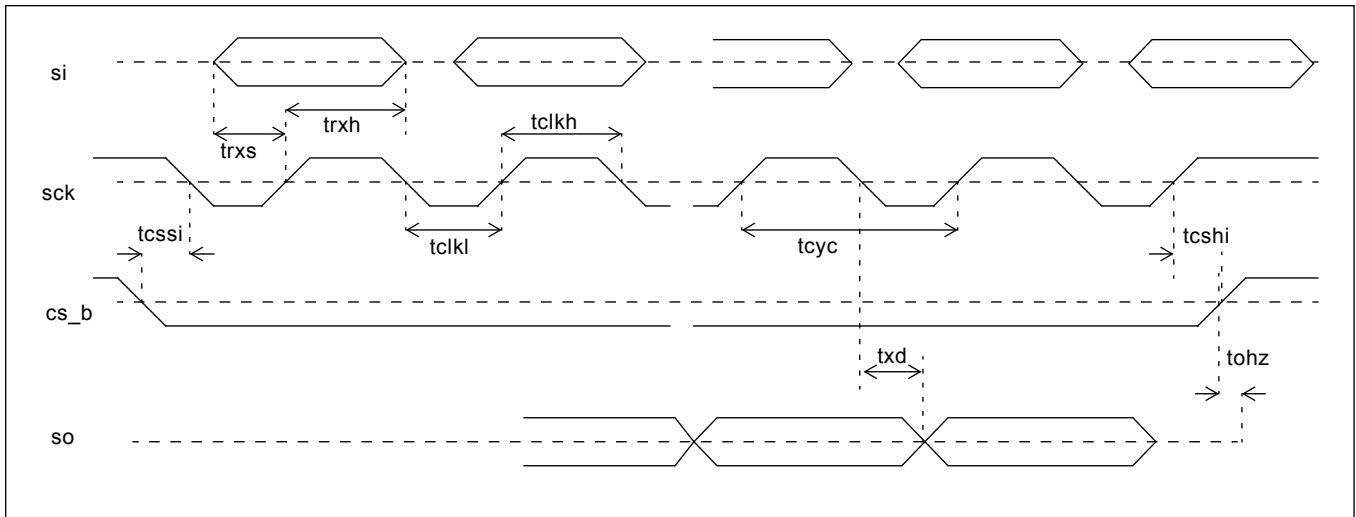 si
trxh
tclkh
trxs
sck
tcssi
tclkl
tcyc
tcshi
cs_b
txd
tohz
so